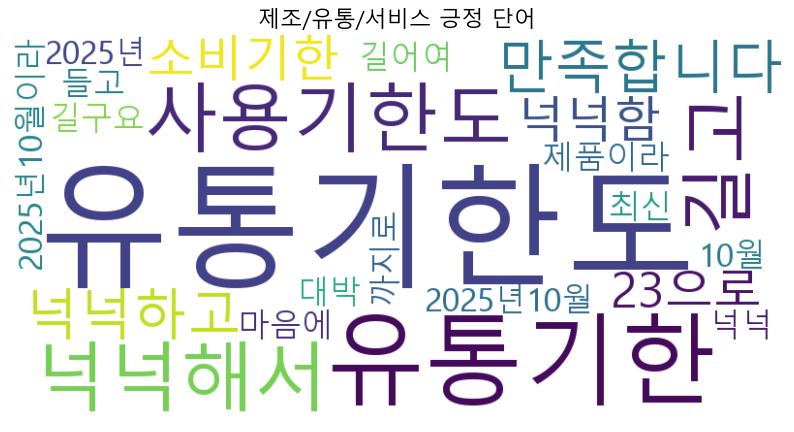 제조/유통/서비스 긍정 단어
2025년
소비기한
길어여
만족합니다
2025년10월이라
들고
길구요
사용기한도
넉넉함
길고
제품이라
유통기한도
최신
까지로
10월
대박
2025년10월
23으로
넉넉하고
마음에
넉넉
넉넉해서
유통기한